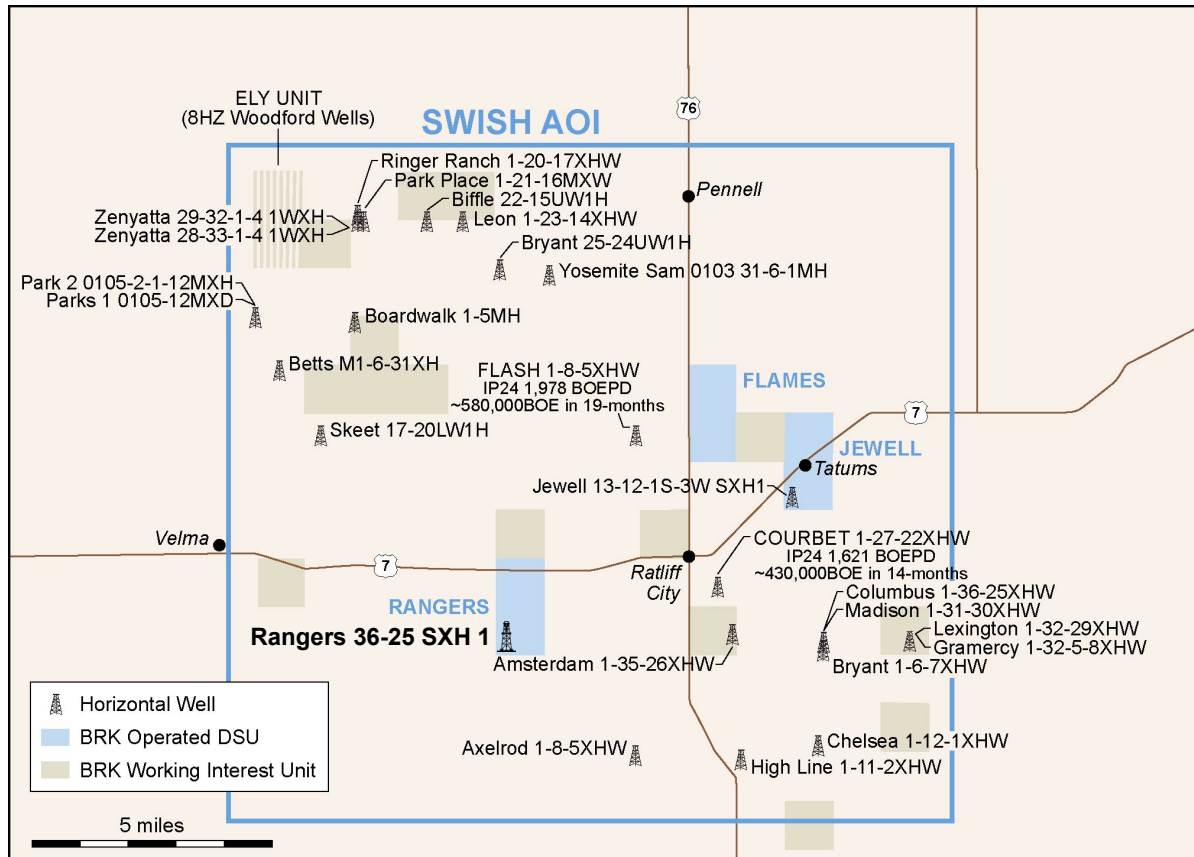 ELY UNIT
(8HZ Woodford Wells)
SWISH AOI
76
Ringer Ranch 1-20-17XHW
Park Place 1-21-16MXW
Pennell
Biffle 22-15UW1H
Zenyatta 29-32-1-4 1WXH
Leon 1-23-14XHW
Zenyatta 28-33-1-4 1WXH
Bryant 25-24UW1H
Yosemite Sam 0103 31-6-1MH
Park 2 0105-2-1-12MXH
Parks 1 0105-12MXD
Boardwalk 1-5MH
Betts M1-6-31XH
FLASH 1-8-5XHW
IP24 1,978 BOEPD
~580,000BOE in 19-months
FLAMES
7
Skeet 17-20LW1H
JEWELL
Tatums
Jewell 13-12-1S-3W SXH1
Velma
COURBET 1-27-22XHW
IP24 1,621 BOEPD
~430,000BOE in 14-months
7
Ratliff
City
Columbus 1-36-25XHW
RANGERS
Madison 1-31-30XHW
Rangers 36-25 SXH 1
Lexington 1-32-29XHW
Gramercy 1-32-5-8XHW
Amsterdam 1-35-26XHW
Bryant 1-6-7XHW
Horizontal Well
BRK Operated DSU
BRK Working Interest Unit
Axelrod 1-8-5XHW
Chelsea 1-12-1XHW
High Line 1-11-2XHW
5 miles